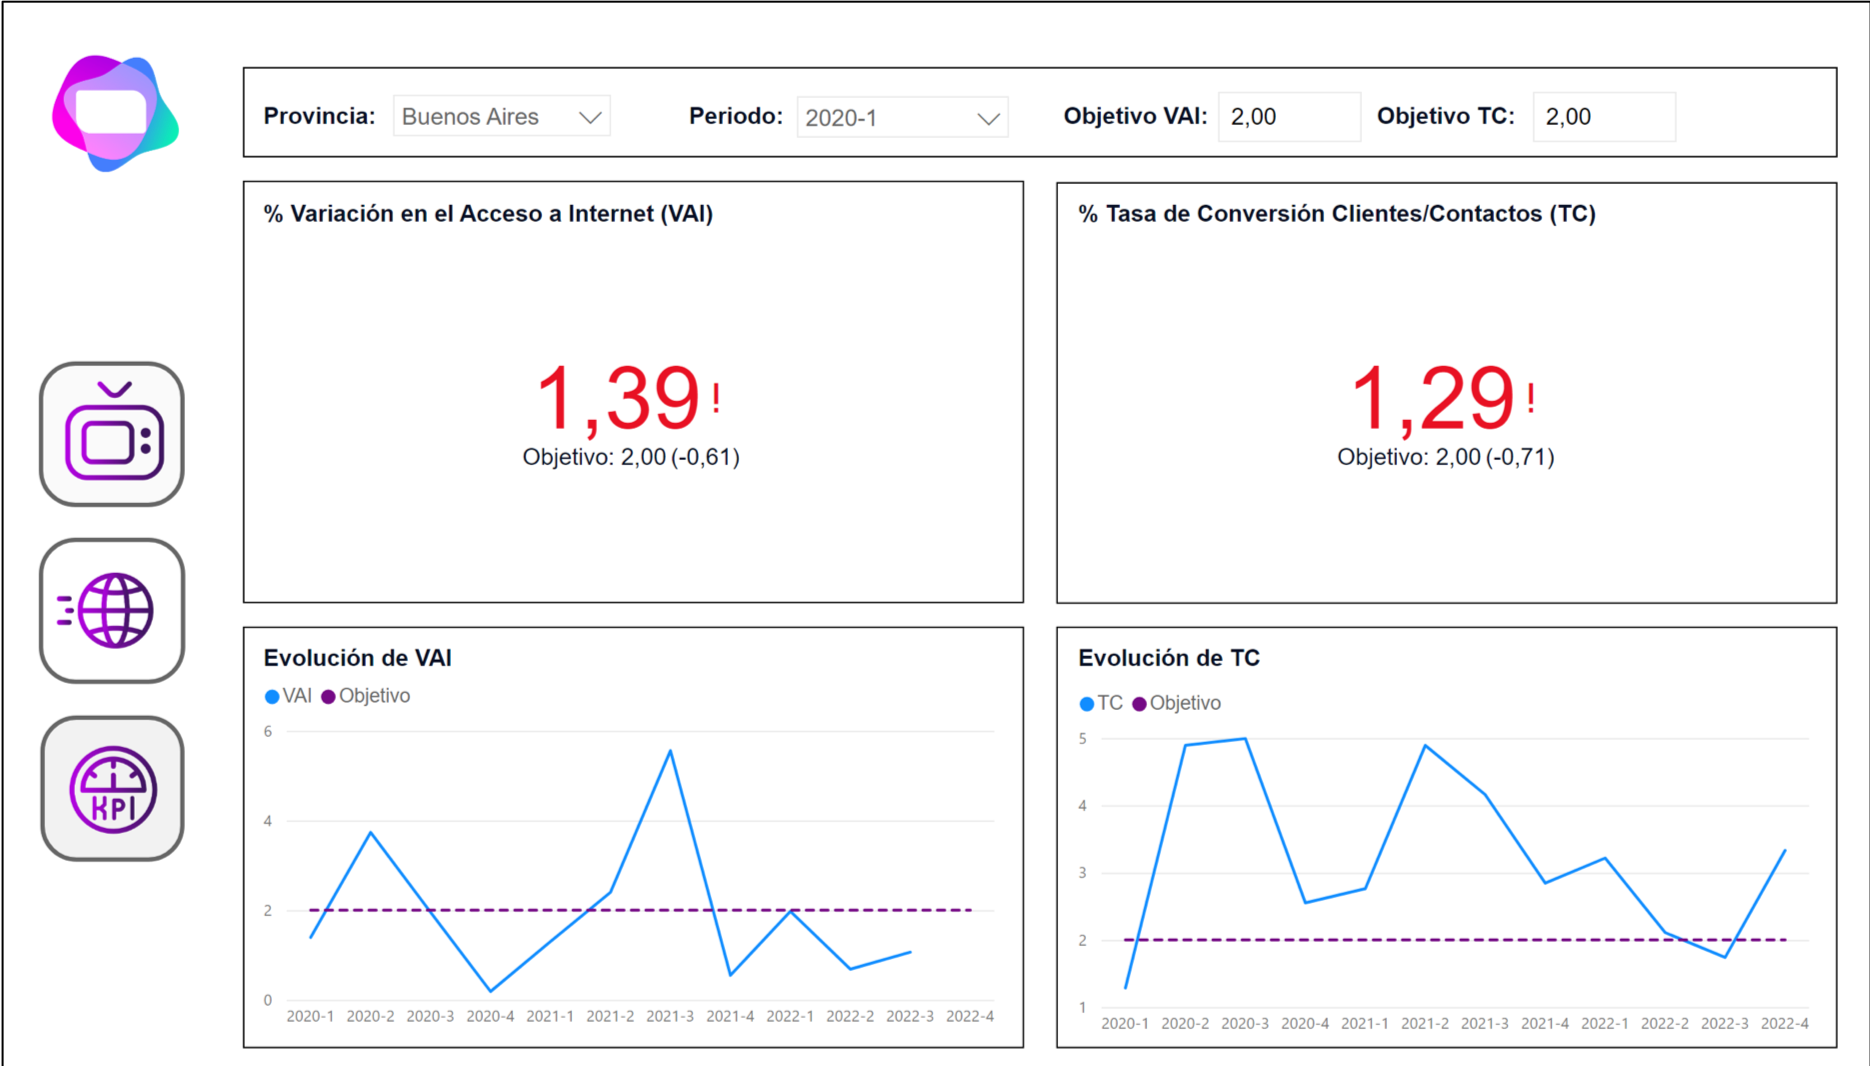 Provincia: Buenos Aires Periodo: 2020-1 Objetivo VAI: 2,00 Objetivo TC: 2,00
% Variación en el Acceso a Internet (VAI)
1,39 !
Objetivo: 2,00 (-0,61)
% Tasa de Conversión Clientes/Contactos (TC)
1,29 !
Objetivo: 2,00 (-0,71)
KPI
Evolución de VAI
VAI Objetivo
6
4
2
0
2020-1 2020-2 2020-3 2020-4 2021-1 2021-2 2021-3 2021-4 2022-1 2022-2 2022-3 2022-4
Evolución de TC
TC Objetivo
5
4
3
2
1
2020-1 2020-2 2020-3 2020-4 2021-1 2021-2 2021-3 2021-4 2022-1 2022-2 2022-3 2022-4